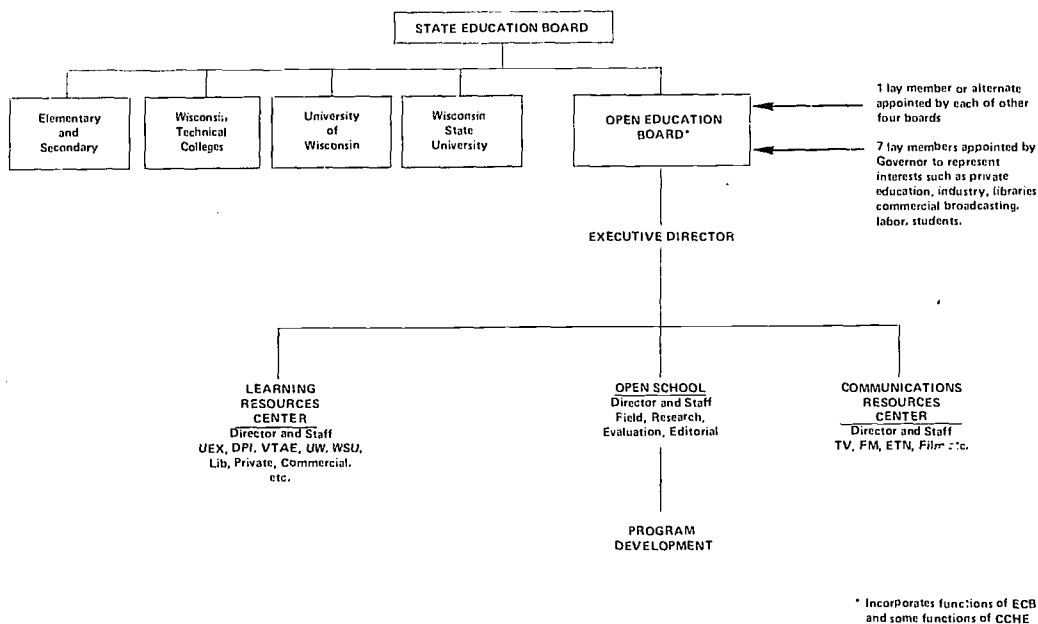 STATE EDUCATION BOARD
Elementary
and
Secondary
Wisconsin
Technical
Colleges
University
of
Wisconsin
Wisconsin
State
University
OPEN EDUCATION
BOARD*
1 lay member or alternate
appointed by each of other
four boards
7 lay members appointed by
Governor to represent
interests such as private
education, industry, libraries
commercial broadcasting,
labor, students.
EXECUTIVE DIRECTOR
LEARNING
RESOURCES
CENTER
Director and Staff
UEX, DPI, VTAE, UW, WSU,
Lib, Private, Commercial,
etc.
OPEN SCHOOL
Director and Staff
Field, Research,
Evaluation, Editorial
COMMUNICATIONS
RESOURCES
CENTER
Director and Staff
TV, FM, ETN, Film etc.
PROGRAM
DEVELOPMENT
* Incorporates functions of ECB
and some functions of CCHE